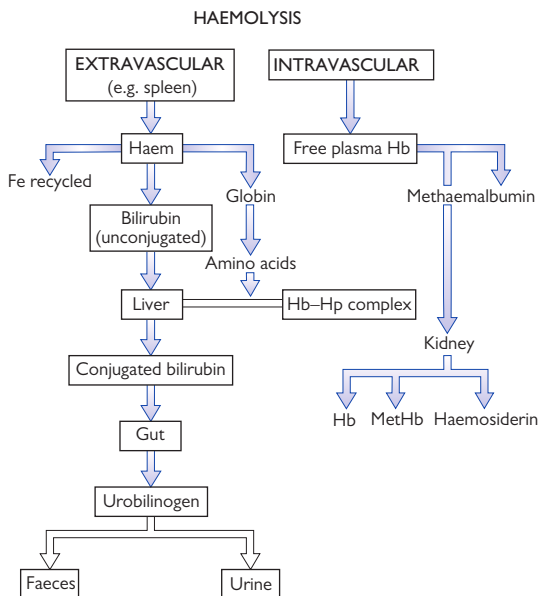 HAEMOLYSIS
EXTRAVASCULAR
(e.g. spleen)
INTRAVASCULAR
Haem
Free plasma Hb
Fe recycled
Globin
Methaemalbumin
Bilirubin
(unconjugated)
Amino acids
Liver
Hb–Hp complex
Kidney
Conjugated bilirubin
Hb
MetHb
Haemosiderin
Gut
Urobilinogen
Faeces
Urine